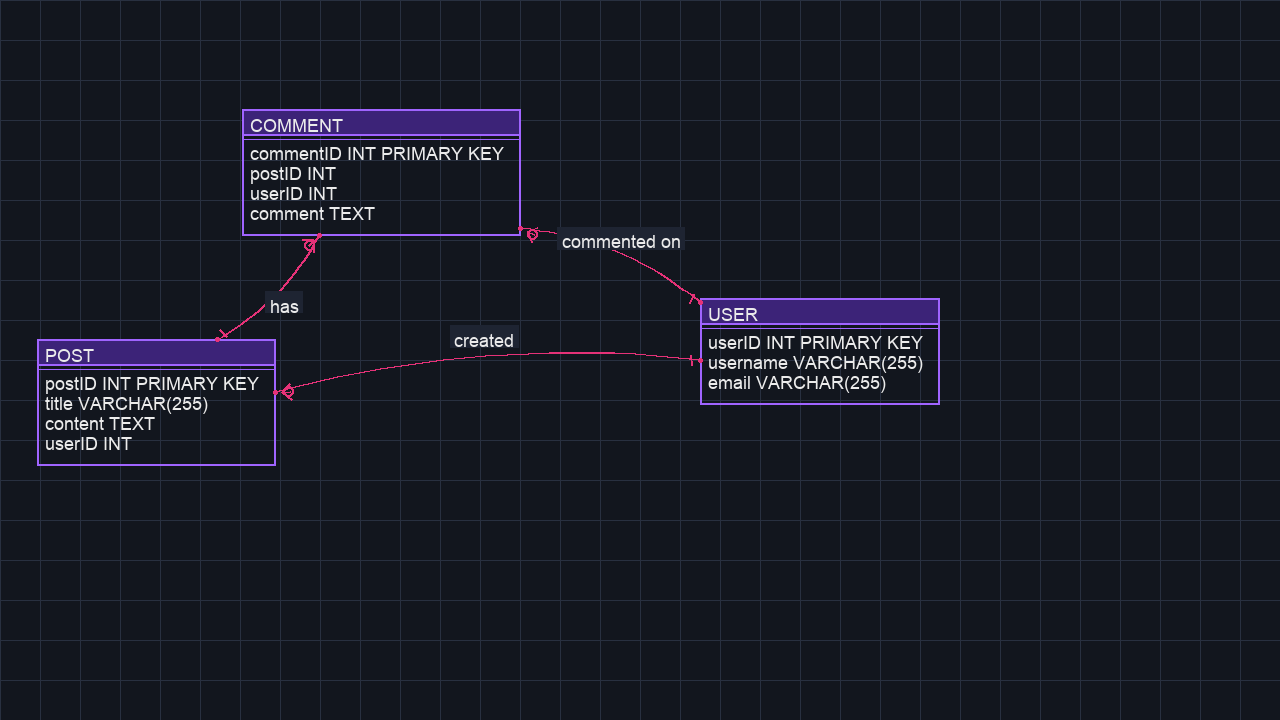 COMMENT
commentID INT PRIMARY KEY
postID INT
userID INT
comment TEXT
commented on
has
USER
userID INT PRIMARY KEY
username VARCHAR(255)
email VARCHAR(255)
created
POST
postID INT PRIMARY KEY
title VARCHAR(255)
content TEXT
userID INT